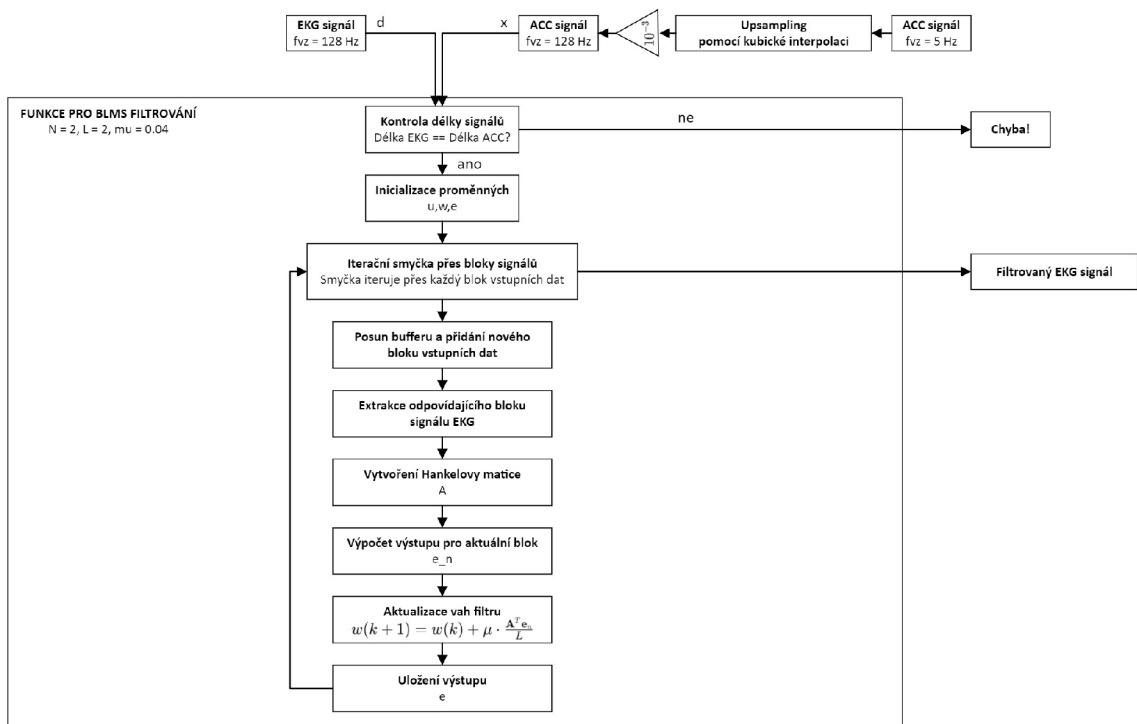 EKG signál
fvz = 128 Hz
d
x
ACC signál
fvz = 128 Hz
10⁻³
Upsampling
pomocí kubické interpolaci
ACC signál
fvz = 5 Hz
FUNKCE PRO BLMS FILTROVÁNÍ
N = 2, L = 2, mu = 0.04
Kontrola délky signálů
Délka EKG == Délka ACC?
ne
Chyba!
ano
Inicializace proměnných
u,w,e
Iterační smyčka přes bloky signálů
Smyčka iteruje přes každý blok vstupních dat
Filtrovaný EKG signál
Posun bufferu a přidání nového
bloku vstupních dat
Extrakce odpovídajícího bloku
signálu EKG
Vytvoření Hankelovy matice
A
Výpočet výstupu pro aktuální blok
e_n
Aktualizace vah filtru
w(k + 1) = w(k) + μ · Aᵀeₙ/L
Uložení výstupu
e